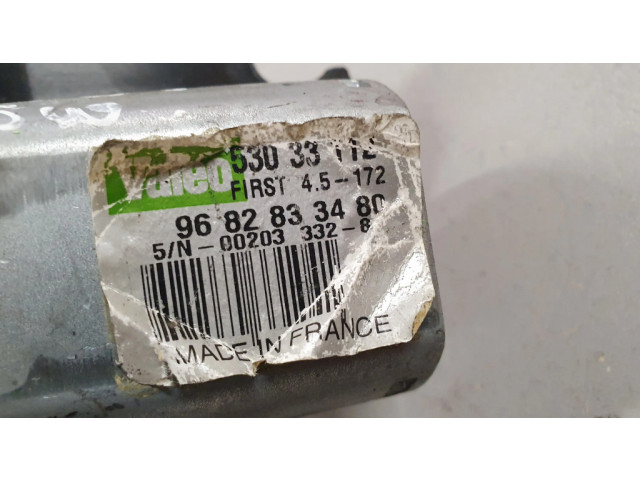 Valeo
530 33 112
FIRST 4.5-172
96 82 83 34 80
S/N-00203 332-8
MADE IN FRANCE